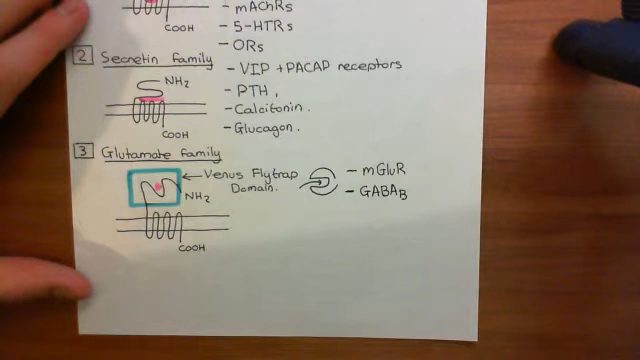 - mAChRs
COOH
- 5-HTRs
- ORs
2 Secretin family
- VIP + PACAP receptors
NH2
- PTH,
- Calcitonin.
COOH
- Glucagon.
3 Glutamate family
Venus Flytrap
Domain.
NH2
- mGluR
- GABAB
COOH